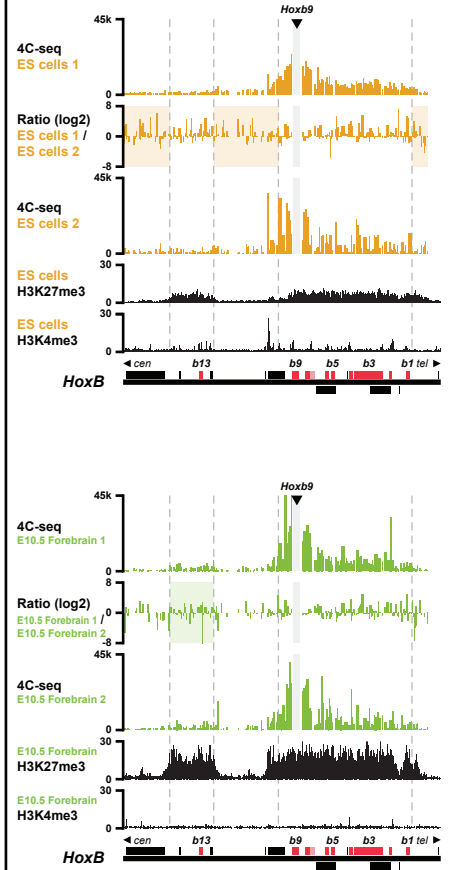 Hoxb9
45k
4C-seq
ES cells 1
0
8
Ratio (log2)
ES cells 1 /
0
ES cells 2
-8
45k
4C-seq
ES cells 2
0
30
ES cells
H3K27me3
0
30
ES cells
H3K4me3
0
◄ cen b13 b9 b5 b3 b1 tel ►
HoxB
Hoxb9
45k
4C-seq
E10.5 Forebrain 1
0
8
Ratio (log2)
E10.5 Forebrain 1 /
0
E10.5 Forebrain 2
-8
45k
4C-seq
E10.5 Forebrain 2
0
30
E10.5 Forebrain
H3K27me3
0
30
E10.5 Forebrain
H3K4me3
0
◄ cen b13 b9 b5 b3 b1 tel ►
HoxB